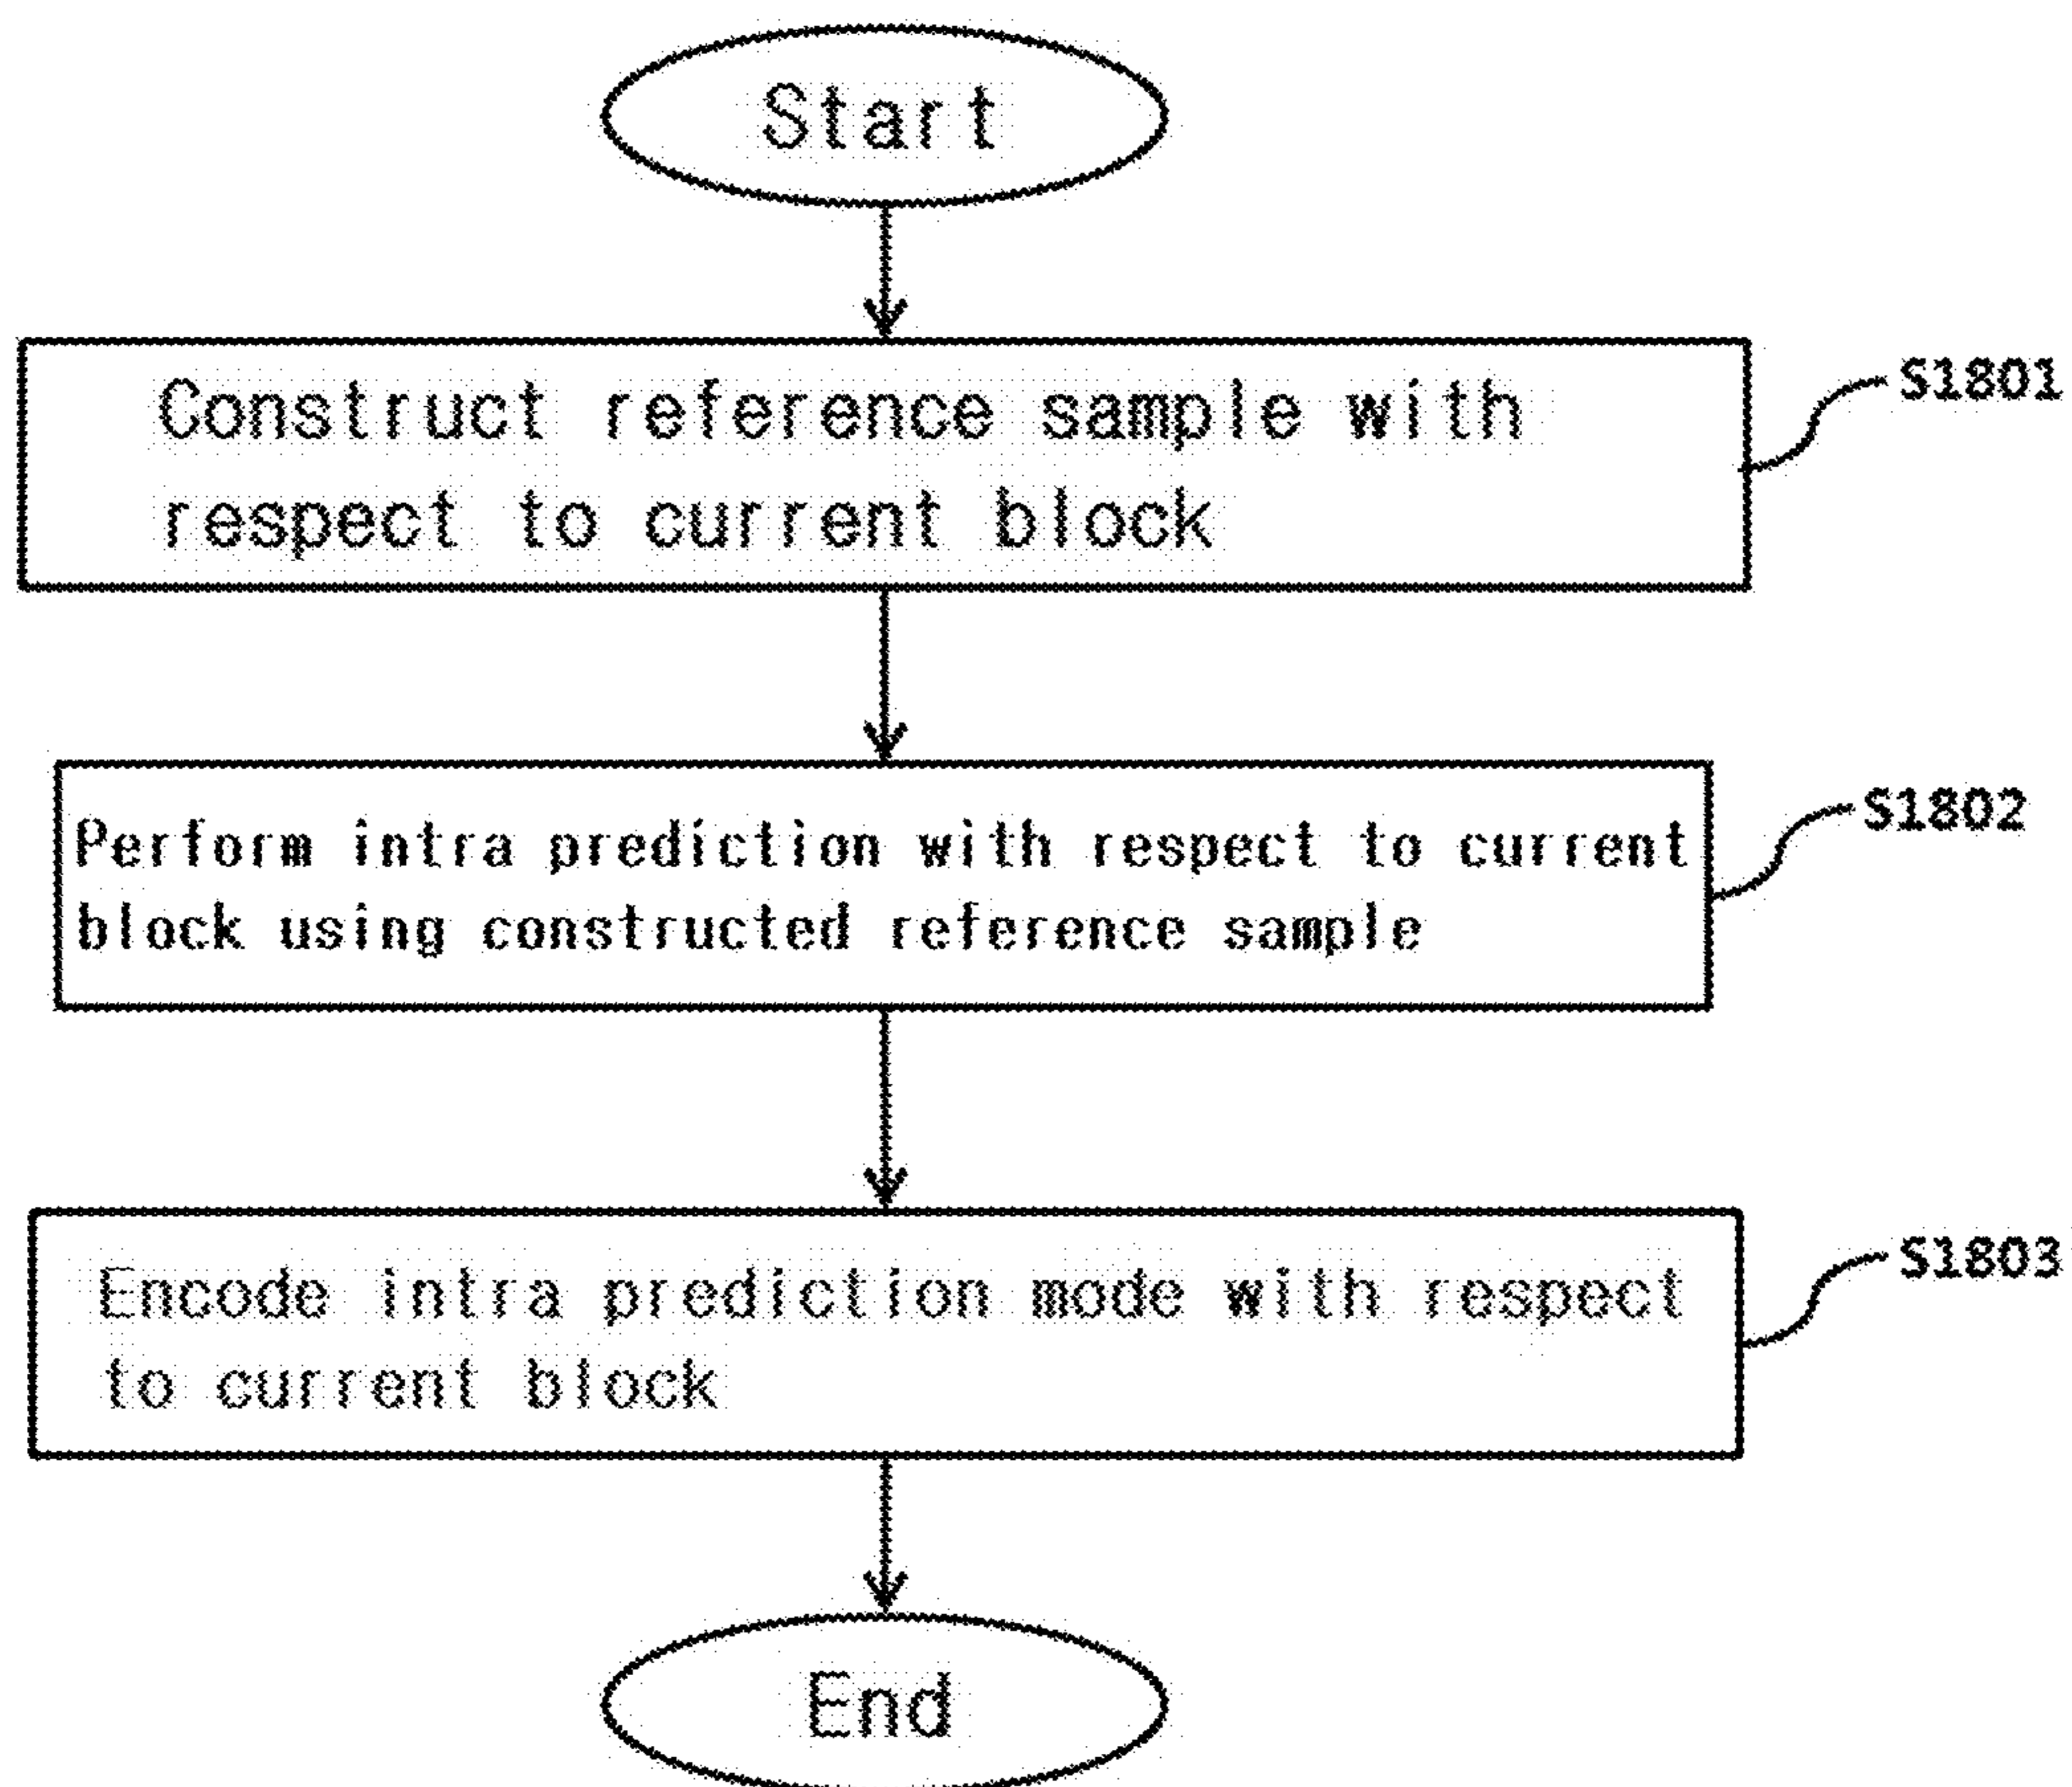 Start
Construct reference sample with
respect to current block
S1801
Perform intra prediction with respect to current
block using constructed reference sample
S1802
Encode intra prediction mode with respect
to current block
S1803
End